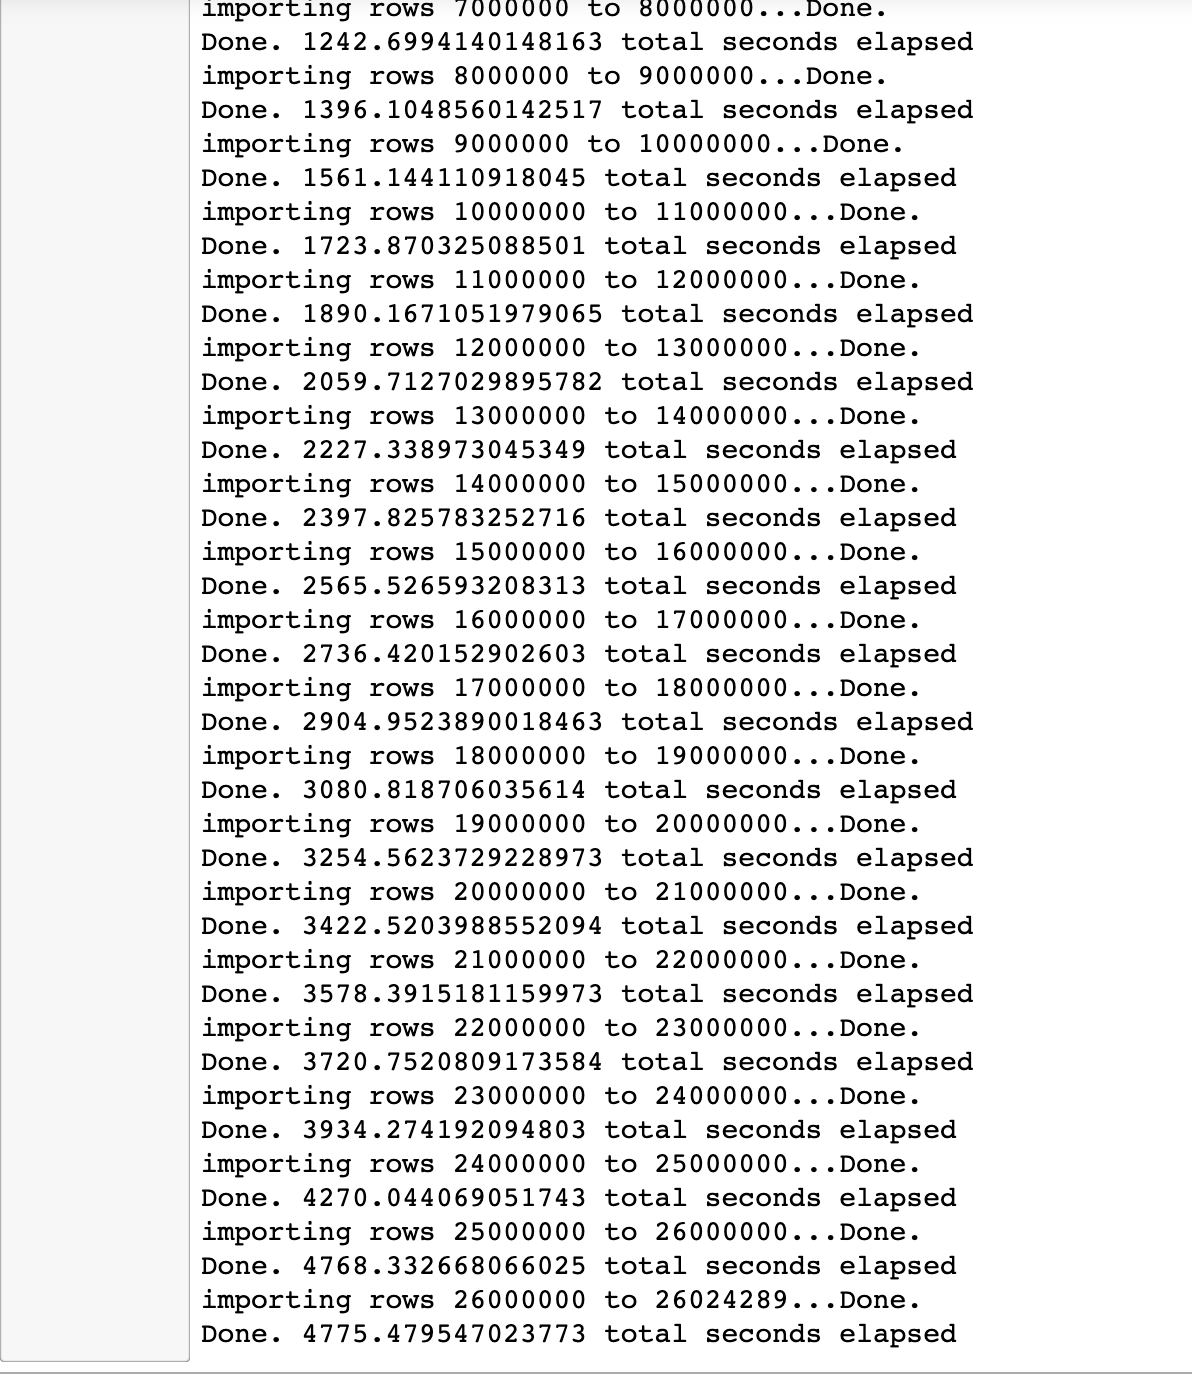 importing rows 7000000 to 8000000...Done.
Done. 1242.6994140148163 total seconds elapsed
importing rows 8000000 to 9000000...Done.
Done. 1396.1048560142517 total seconds elapsed
importing rows 9000000 to 10000000...Done.
Done. 1561.144110918045 total seconds elapsed
importing rows 10000000 to 11000000...Done.
Done. 1723.870325088501 total seconds elapsed
importing rows 11000000 to 12000000...Done.
Done. 1890.1671051979065 total seconds elapsed
importing rows 12000000 to 13000000...Done.
Done. 2059.7127029895782 total seconds elapsed
importing rows 13000000 to 14000000...Done.
Done. 2227.338973045349 total seconds elapsed
importing rows 14000000 to 15000000...Done.
Done. 2397.825783252716 total seconds elapsed
importing rows 15000000 to 16000000...Done.
Done. 2565.526593208313 total seconds elapsed
importing rows 16000000 to 17000000...Done.
Done. 2736.420152902603 total seconds elapsed
importing rows 17000000 to 18000000...Done.
Done. 2904.9523890018463 total seconds elapsed
importing rows 18000000 to 19000000...Done.
Done. 3080.818706035614 total seconds elapsed
importing rows 19000000 to 20000000...Done.
Done. 3254.5623729228973 total seconds elapsed
importing rows 20000000 to 21000000...Done.
Done. 3422.5203988552094 total seconds elapsed
importing rows 21000000 to 22000000...Done.
Done. 3578.3915181159973 total seconds elapsed
importing rows 22000000 to 23000000...Done.
Done. 3720.7520809173584 total seconds elapsed
importing rows 23000000 to 24000000...Done.
Done. 3934.274192094803 total seconds elapsed
importing rows 24000000 to 25000000...Done.
Done. 4270.044069051743 total seconds elapsed
importing rows 25000000 to 26000000...Done.
Done. 4768.332668066025 total seconds elapsed
importing rows 26000000 to 26024289...Done.
Done. 4775.479547023773 total seconds elapsed